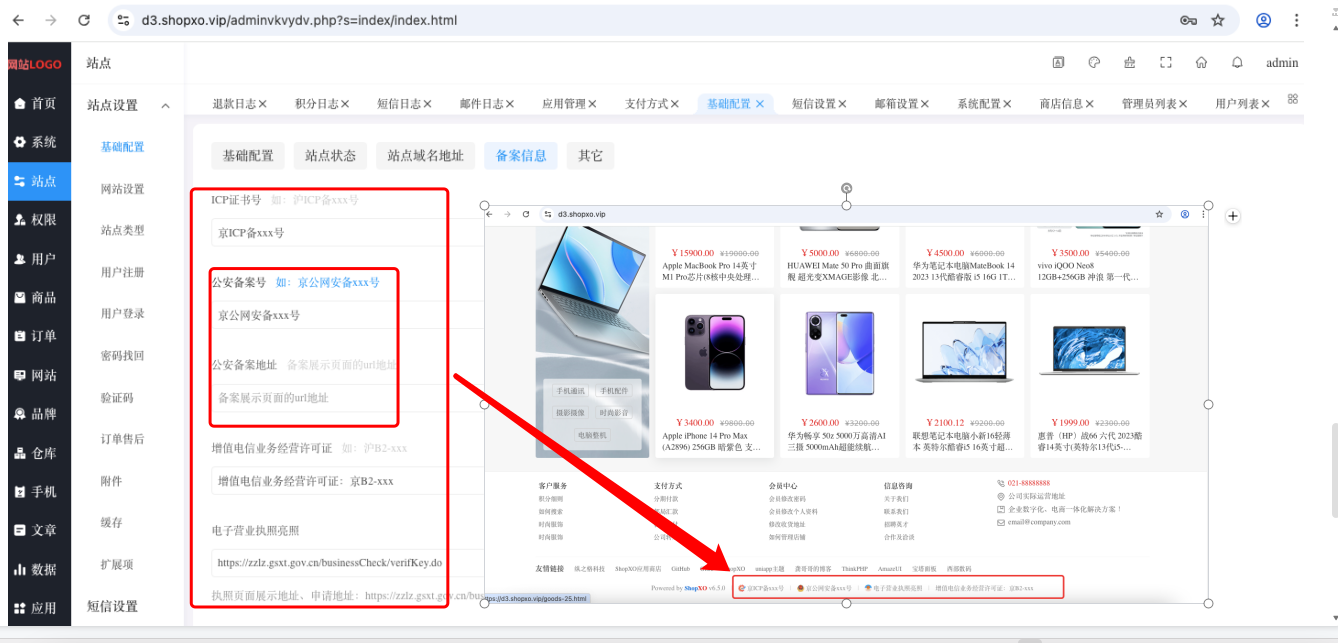 d3.shopxo.vip/adminvkvydv.php?s=index/index.html
网站LOGO
站点
admin
首页
系统
站点
权限
用户
商品
订单
网站
品牌
仓库
手机
文章
数据
应用
站点设置
基础配置
网站设置
站点类型
用户注册
用户登录
密码找回
验证码
订单售后
附件
缓存
扩展项
短信设置
退款日志 积分日志 短信日志 邮件日志 应用管理 支付方式 基础配置 短信设置 邮箱设置 系统配置 商店信息 管理员列表 用户列表
基础配置 站点状态 站点域名地址 备案信息 其它
ICP证书号 如：沪ICP备xxx号
京ICP备xxx号
公安备案号 如：京公网安备xxx号
京公网安备xxx号
公安备案地址 备案展示页面的url地址
备案展示页面的url地址
增值电信业务经营许可证 如：沪B2-xxx
增值电信业务经营许可证：京B2-xxx
电子营业执照亮照
https://zzlz.gsxt.gov.cn/businessCheck/verifKey.do
执照页面展示地址、申请地址：https://zzlz.gsxt.gov.cn/bus
d3.shopxo.vip
手机通讯 手机配件
摄影摄像 时尚影音
电脑整机
￥15900.00 ¥19800.00
Apple MacBook Pro 14英寸
M1 Pro芯片(8核中央处理…
￥5000.00 ¥6800.00
HUAWEI Mate 50 Pro 曲面旗
舰 超光变XMAGE影像 北…
￥4500.00 ¥6000.00
华为笔记本电脑MateBook 14
2023 13代酷睿版 i5 16G 1T…
￥3500.00 ¥5400.00
vivo iQOO Neo8
12GB+256GB 冲浪 第一代…
￥3400.00 ¥9800.00
Apple iPhone 14 Pro Max
(A2896) 256GB 暗紫色 支…
￥2600.00 ¥3200.00
华为畅享 50z 5000万高清AI
三摄 5000mAh超能续航…
￥2100.12 ¥9200.00
联想笔记本电脑小新16轻薄
本 英特尔酷睿i5 16英寸超…
￥1999.00 ¥2300.00
惠普（HP）战66 六代 2023酷
睿14英寸(英特尔13代i5-…
客户服务 支付方式 会员中心 信息咨询
积分细则 分期付款 会员修改密码 关于我们
如何搜索 邮局汇款 会员修改个人资料 联系我们
时尚服饰 修改收货地址 招聘英才
时尚服饰 如何管理店铺 合作及洽谈
021-88888888
公司实际运营地址
企业数字化、电商一体化解决方案！
email@company.com
友情链接 纵之格科技 ShopXO应用商店 GitHub uniapp主题 龚哥哥的博客 ThinkPHP AmazeUI 宝塔面板 西部数码
Powered by ShopXO v6.5.0 京ICP备xxx号 京公网安备xxx号 电子营业执照亮照 增值电信业务经营许可证：京B2-xxx
ttps://d3.shopxo.vip/goods-25.html